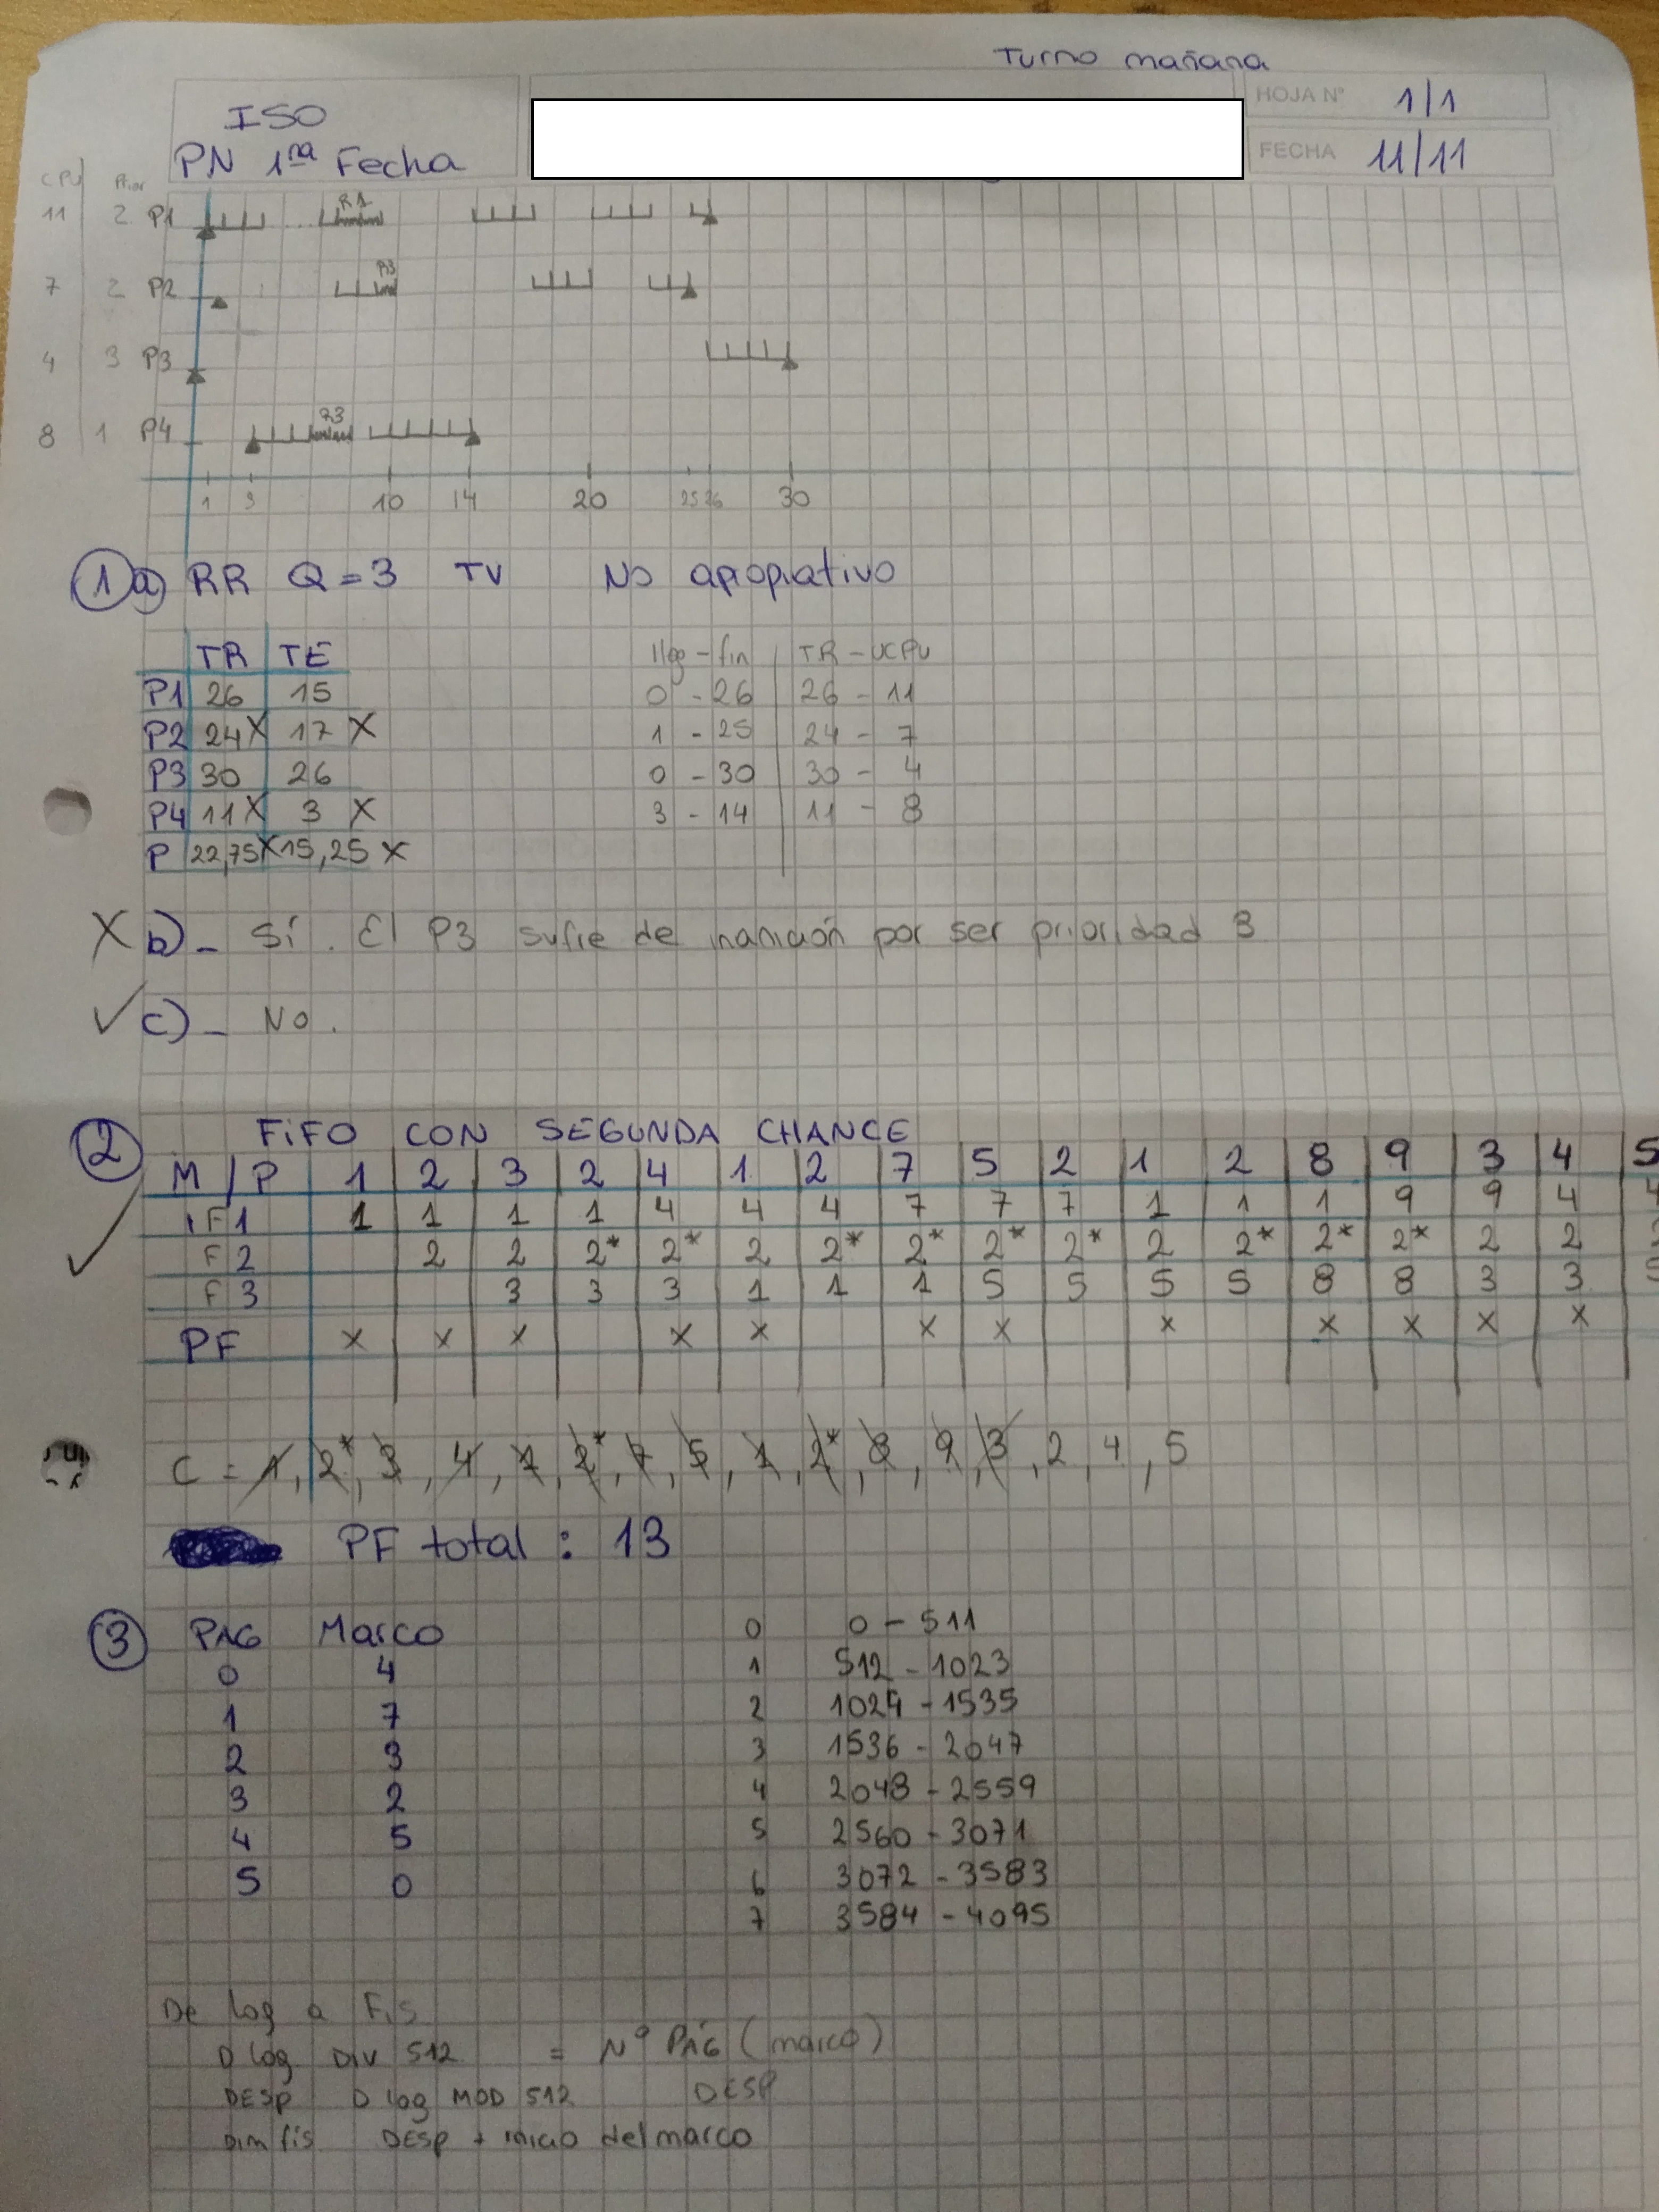 Turno mañana
ISO
PN 1na Fecha
HOJA Nº 1/1
FECHA 11/11
CPU Prior
11 2 P1 R1
7 2 P2 R3
4 3 P3
8 1 P4 R3
1 3 10 14 20 25 26 30
1 a) RR Q = 3 TV No apropiativo
TR TE lleg - fin TR - UCPU
P1 26 15 0 - 26 26 - 11
P2 24 X 17 X 1 - 25 24 - 7
P3 30 26 0 - 30 30 - 4
P4 11 X 3 X 3 - 14 11 - 8
P 22,75 X 15,25 X
X b)- Sí. El P3 sufre de inanición por ser prioridad 3
✓ c)- No.
2 FIFO CON SEGUNDA CHANCE
M / P 1 2 3 2 4 1 2 7 5 2 1 2 8 9 3 4 5
F1 1 1 1 1 4 4 4 7 7 7 1 1 1 9 9 4 4
F2 2 2 2* 2* 2 2* 2* 2* 2* 2 2* 2* 2* 2 2
F3 3 3 3 1 1 1 5 5 5 5 8 8 3 3 5
PF x x x x x x x x x x x x
C = 1, 2*, 3, 4, 1, 2*, 7, 5, 1, 2*, 8, 9, 3, 2, 4, 5
PF total : 13
3 PAG Marco 0 0 - 511
0 4 1 512 - 1023
1 7 2 1024 - 1535
2 3 3 1536 - 2047
3 2 4 2048 - 2559
4 5 5 2560 - 3071
5 0 6 3072 - 3583
7 3584 - 4095
De log a Fis
D log DIV 512 = Nº PÁG (marco)
DESP D log MOD 512 DESP
Dim fis DESP + inicio del marco